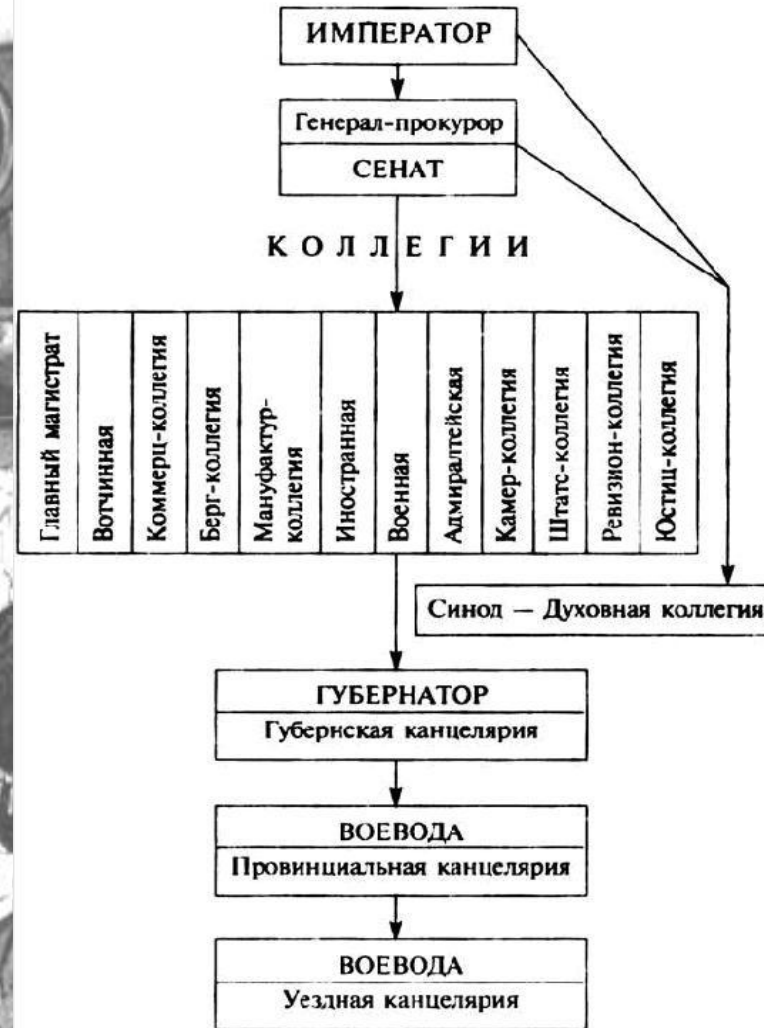 ИМПЕРАТОР
Генерал-прокурор
СЕНАТ
КОЛЛЕГИИ
Главный магистрат
Вотчинная
Коммерц-коллегия
Берг-коллегия
Мануфактур-
коллегия
Иностранная
Военная
Адмиралтейская
Камер-коллегия
Штатс-коллегия
Ревизион-коллегия
Юстиц-коллегия
Синод — Духовная коллегия
ГУБЕРНАТОР
Губернская канцелярия
ВОЕВОДА
Провинциальная канцелярия
ВОЕВОДА
Уездная канцелярия